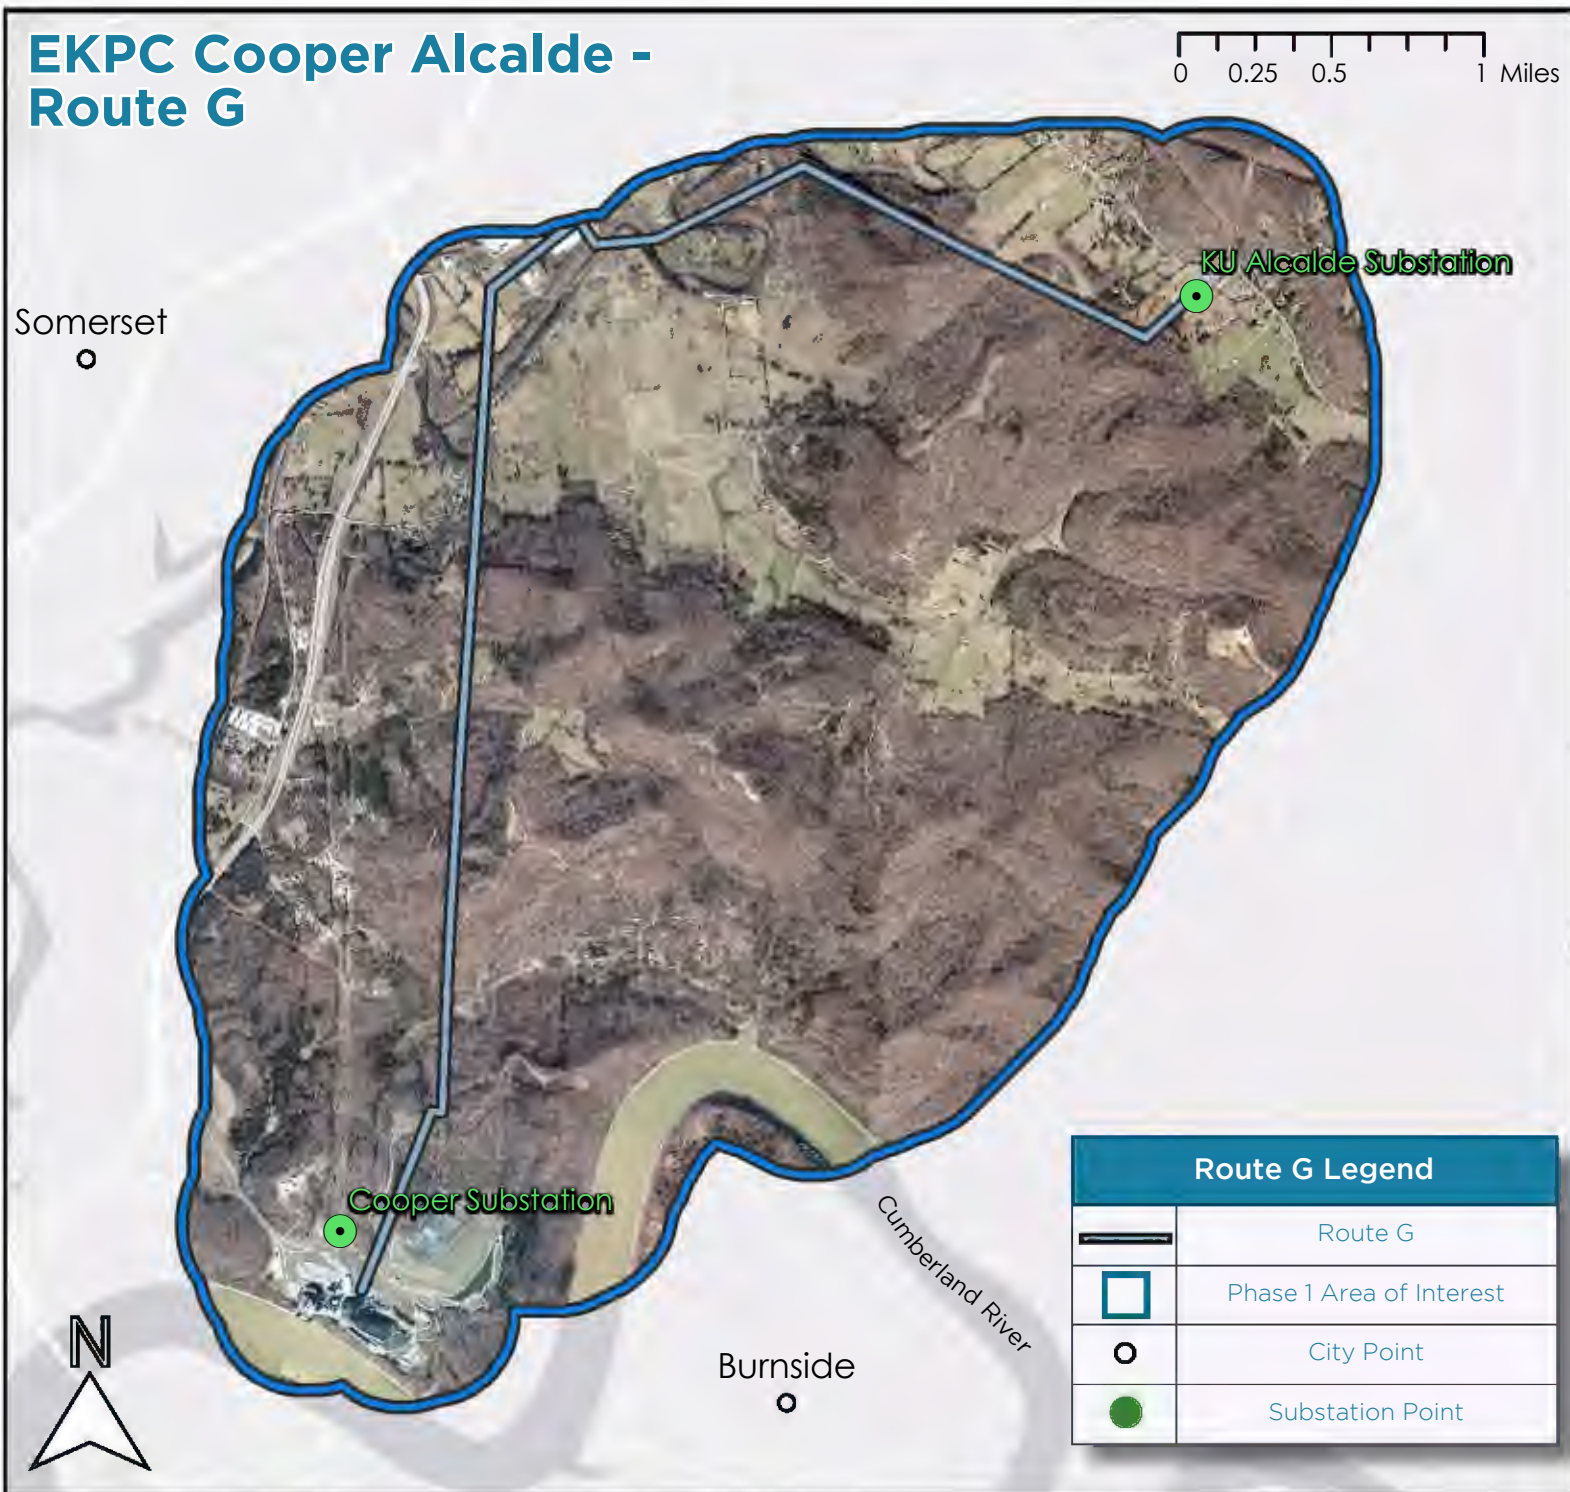 EKPC Cooper Alcalde -
Route G
0 0.25 0.5 1 Miles
KU Alcalde Substation
Somerset
Cooper Substation
Cumberland River
Burnside
N
Route G Legend
Route G
Phase 1 Area of Interest
City Point
Substation Point